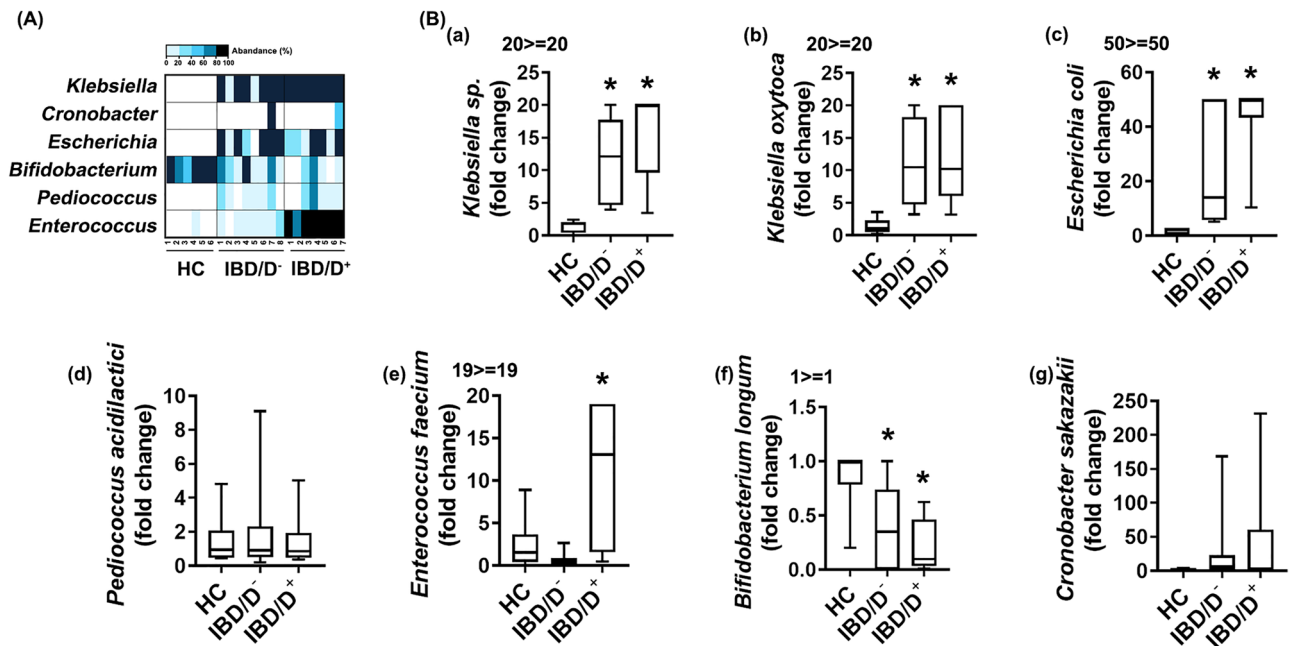 (A)
Abandance (%)
0 20 40 60 80 100
Klebsiella
Cronobacter
Escherichia
Bifidobacterium
Pediococcus
Enterococcus
1 2 3 4 5 6 1 2 3 4 5 6 7 8 1 2 3 4 5 6 7
HC IBD/D- IBD/D+
(B)
(a)
20>=20
Klebsiella sp.
(fold change)
25
20
15
10
5
0
* *
HC IBD/D- IBD/D+
(b)
20>=20
Klebsiella oxytoca
(fold change)
25
20
15
10
5
0
* *
HC IBD/D- IBD/D+
(c)
50>=50
Escherichia coli
(fold change)
60
40
20
0
* *
HC IBD/D- IBD/D+
(d)
Pediococcus acidilactici
(fold change)
10
8
6
4
2
0
HC IBD/D- IBD/D+
(e)
19>=19
Enterococcus faecium
(fold change)
20
15
10
5
0
*
HC IBD/D- IBD/D+
(f)
1>=1
Bifidobacterium longum
(fold change)
1.5
1.0
0.5
0.0
* *
HC IBD/D- IBD/D+
(g)
Cronobacter sakazakii
(fold change)
250
200
150
100
50
0
HC IBD/D- IBD/D+